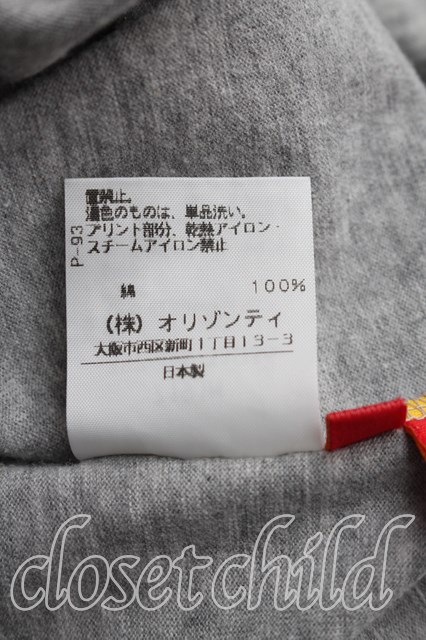 置禁止。
濃色のものは、単品洗い。
プリント部分、乾熱アイロン・
スチームアイロン禁止
P-93
綿 100%
(株) オリゾンティ
大阪市西区新町1丁目13-3
日本製
closetchild